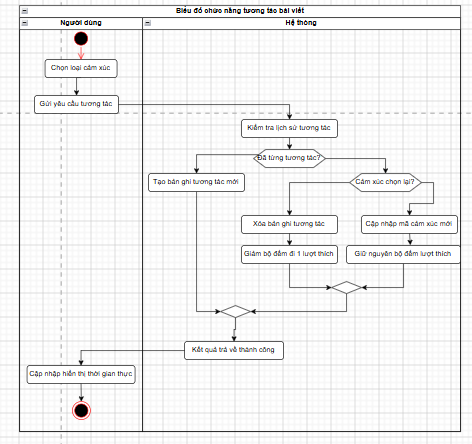 Biểu đồ chức năng tương tác bài viết
Người dùng
Hệ thống
Chọn loại cảm xúc
Gửi yêu cầu tương tác
Kiểm tra lịch sử tương tác
Đã từng tương tác?
Tạo bản ghi tương tác mới
Cảm xúc chọn lại?
Xóa bản ghi tương tác
Cập nhập mã cảm xúc mới
Giảm bộ đếm đi 1 lượt thích
Giữ nguyên bộ đếm lượt thích
Kết quả trả về thành công
Cập nhập hiển thị thời gian thực